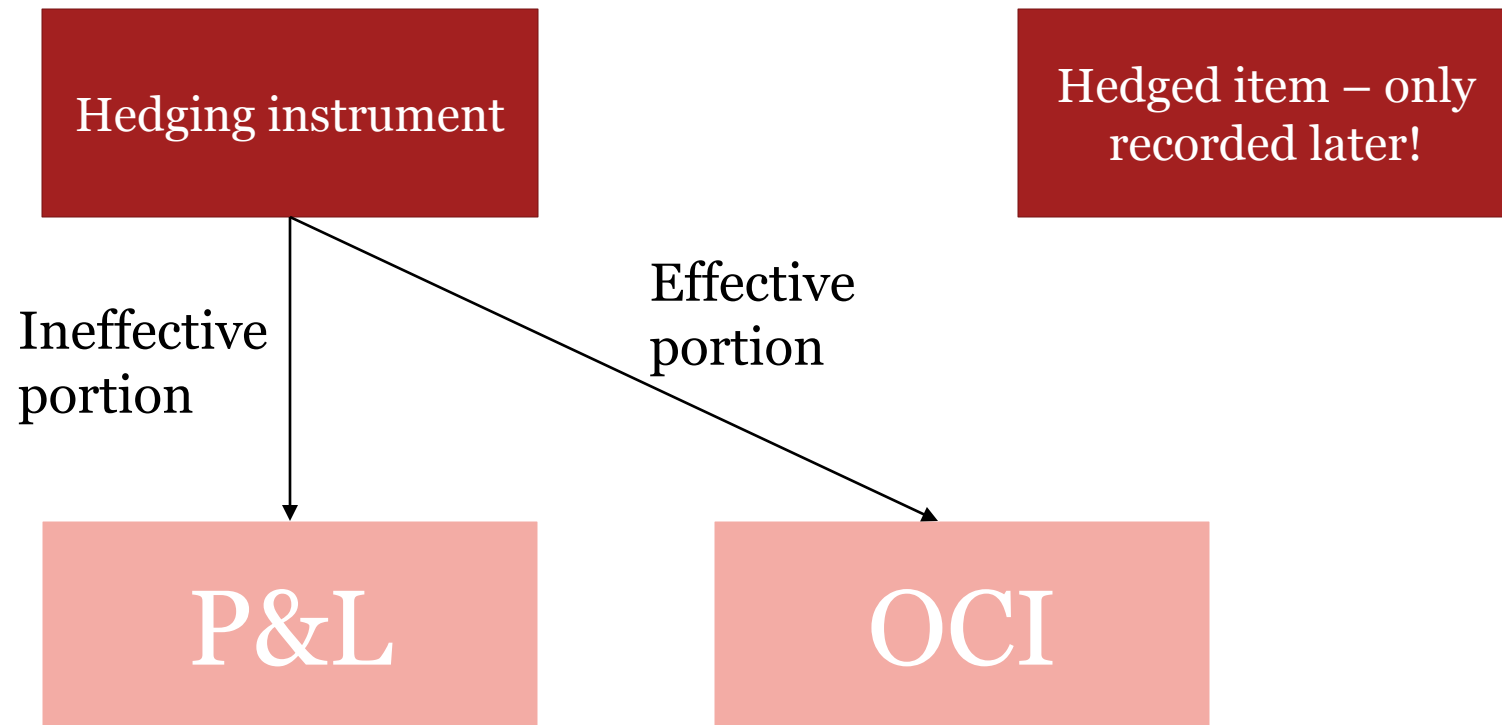 Hedging instrument
Hedged item – only
recorded later!
Ineffective
portion
Effective
portion
P&L
OCI